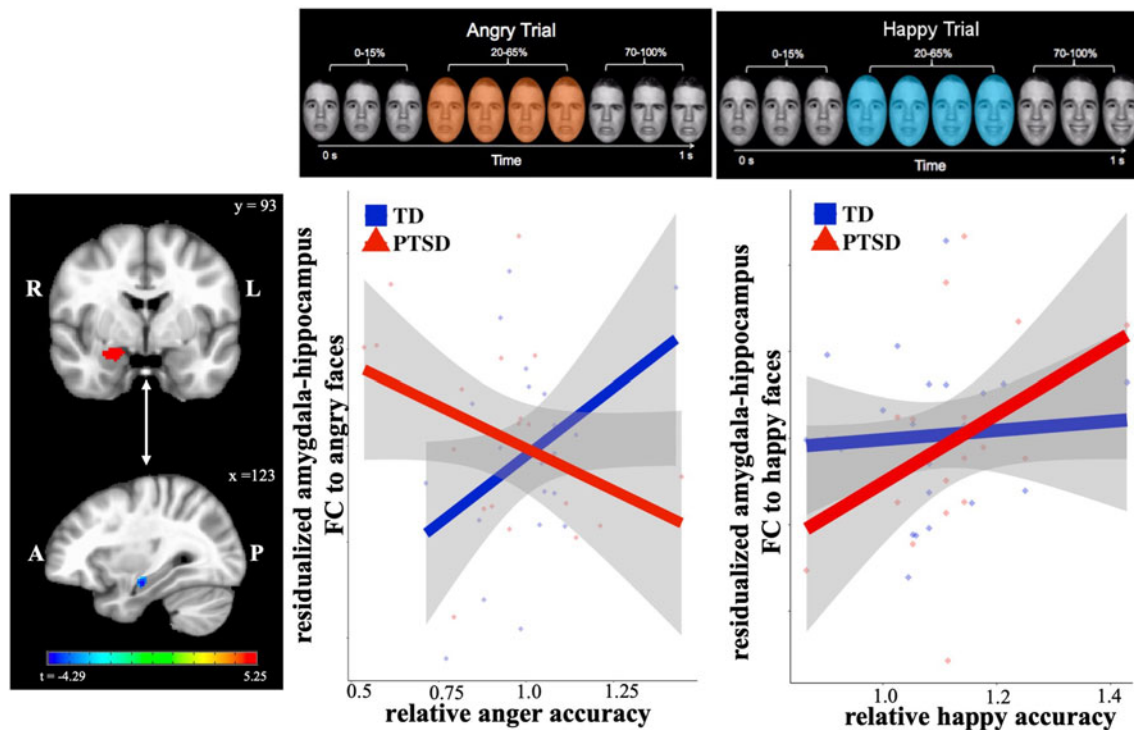 Angry Trial
0-15%
20-65%
70-100%
0 s
Time
1 s
Happy Trial
0-15%
20-65%
70-100%
0 s
Time
1 s
y = 93
R
L
x =123
A
P
t = -4.29
5.25
TD
PTSD
residualized amygdala-hippocampus
FC to angry faces
0.5
0.75
1.0
1.25
relative anger accuracy
TD
PTSD
residualized amygdala-hippocampus
FC to happy faces
1.0
1.2
1.4
relative happy accuracy